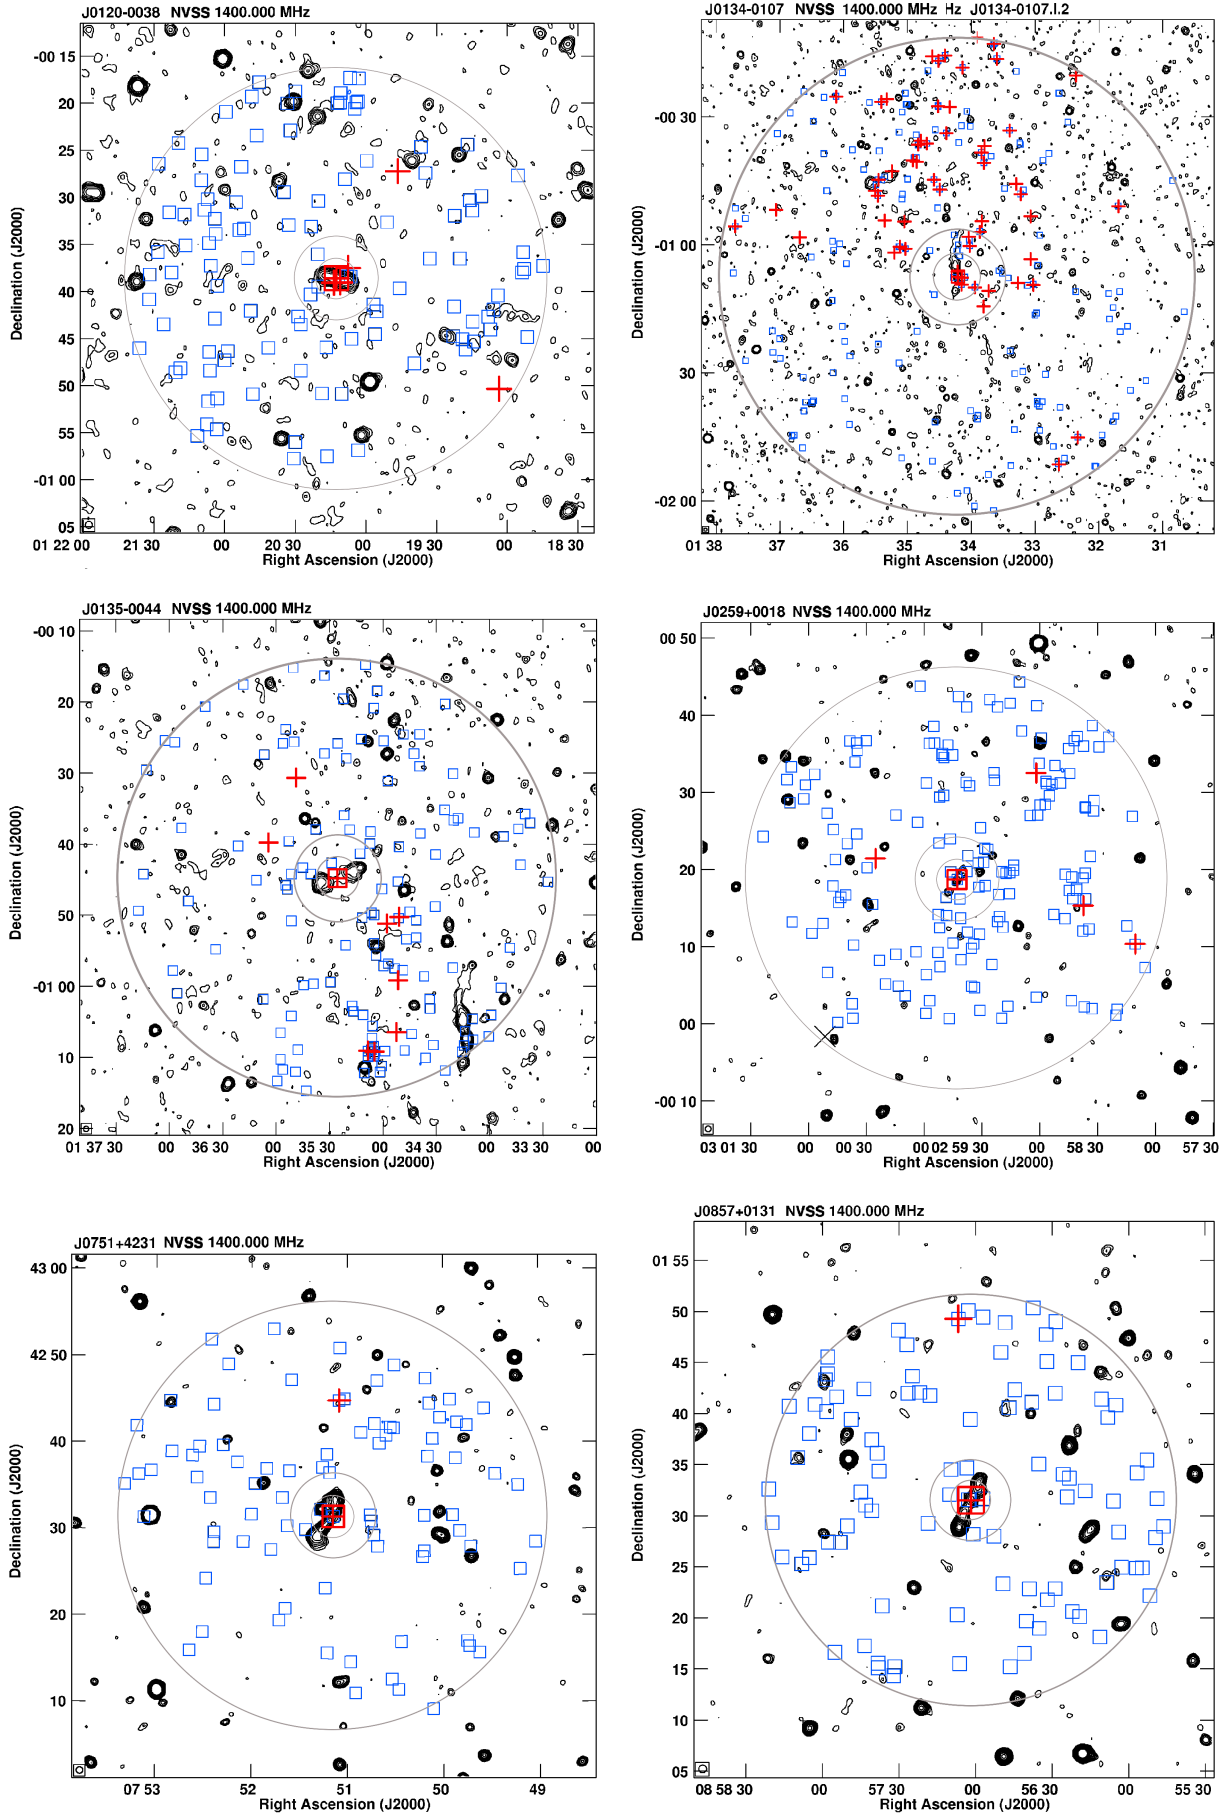 J0120-0038 NVSS 1400.000 MHz
-00 15
20
25
30
35
40
45
50
55
-01 00
05
Declination (J2000)
01 22 00 21 30 00 20 30 00 19 30 00 18 30
Right Ascension (J2000)
J0134-0107 NVSS 1400.000 MHz Hz J0134-0107.I.2
-00 30
-01 00
30
-02 00
Declination (J2000)
01 38 37 36 35 34 33 32 31
Right Ascension (J2000)
J0135-0044 NVSS 1400.000 MHz
-00 10
20
30
40
50
-01 00
10
20
Declination (J2000)
01 37 30 00 36 30 00 35 30 00 34 30 00 33 30 00
Right Ascension (J2000)
J0259+0018 NVSS 1400.000 MHz
00 50
40
30
20
10
00
-00 10
Declination (J2000)
03 01 30 00 00 30 00 02 59 30 00 58 30 00 57 30
Right Ascension (J2000)
J0751+4231 NVSS 1400.000 MHz
43 00
42 50
40
30
20
10
Declination (J2000)
07 53 52 51 50 49
Right Ascension (J2000)
J0857+0131 NVSS 1400.000 MHz
01 55
50
45
40
35
30
25
20
15
10
05
Declination (J2000)
08 58 30 00 57 30 00 56 30 00 55 30
Right Ascension (J2000)